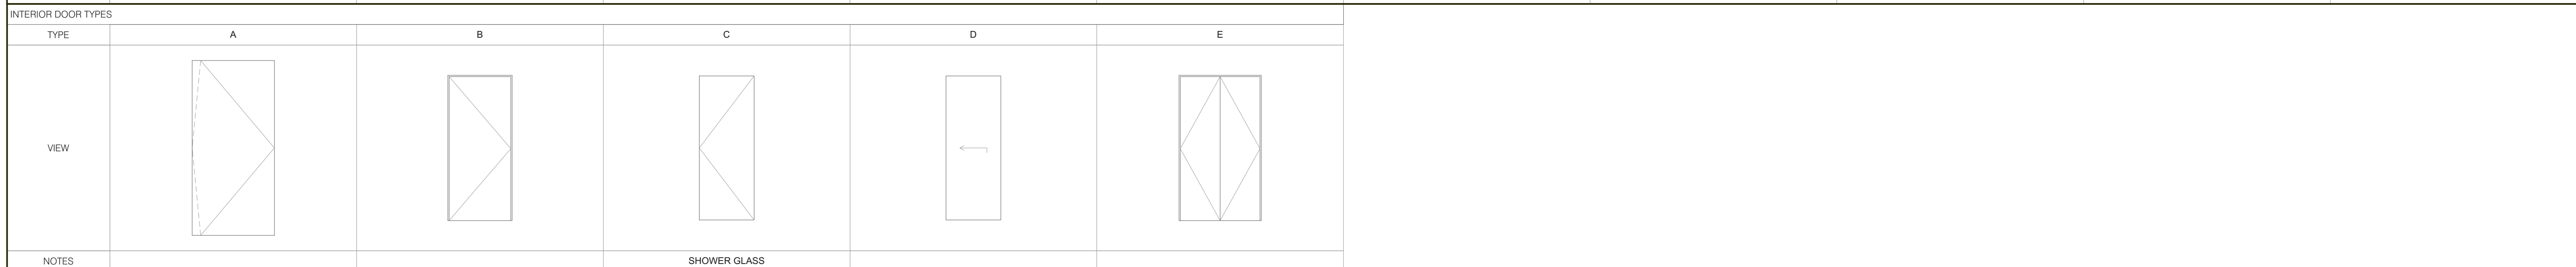 INTERIOR DOOR TYPES
TYPE A B C D E
VIEW
NOTES SHOWER GLASS